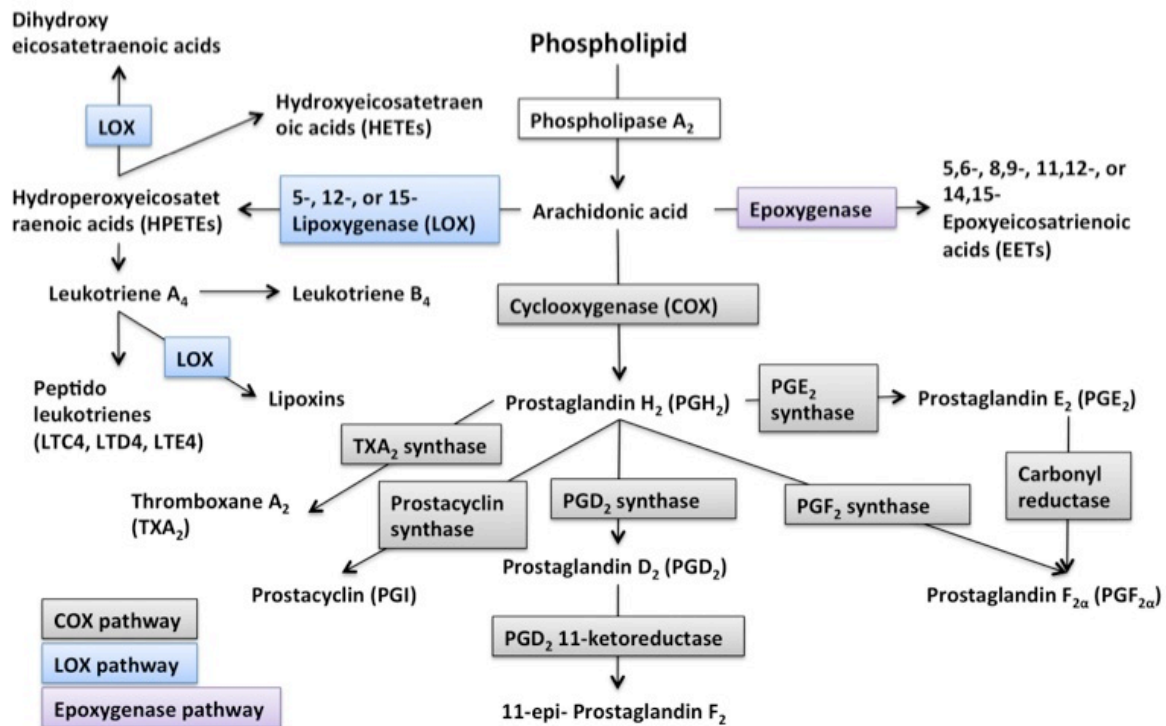 Dihydroxy
eicosatetraenoic acids
Phospholipid
LOX
Hydroxyeicosatetraen
oic acids (HETEs)
Phospholipase A₂
Hydroperoxyeicosatet
raenoic acids (HPETEs)
5-, 12-, or 15-
Lipoxygenase (LOX)
Arachidonic acid
Epoxygenase
5,6-, 8,9-, 11,12-, or
14,15-
Epoxyeicosatrienoic
acids (EETs)
Leukotriene A₄
Leukotriene B₄
Cyclooxygenase (COX)
LOX
Peptido
leukotrienes
(LTC4, LTD4, LTE4)
Lipoxins
Prostaglandin H₂ (PGH₂)
PGE₂
synthase
Prostaglandin E₂ (PGE₂)
TXA₂ synthase
Thromboxane A₂
(TXA₂)
Prostacyclin
synthase
PGD₂ synthase
PGF₂ synthase
Carbonyl
reductase
Prostacyclin (PGI)
Prostaglandin D₂ (PGD₂)
Prostaglandin F₂α (PGF₂α)
COX pathway
LOX pathway
Epoxygenase pathway
PGD₂ 11-ketoreductase
11-epi- Prostaglandin F₂